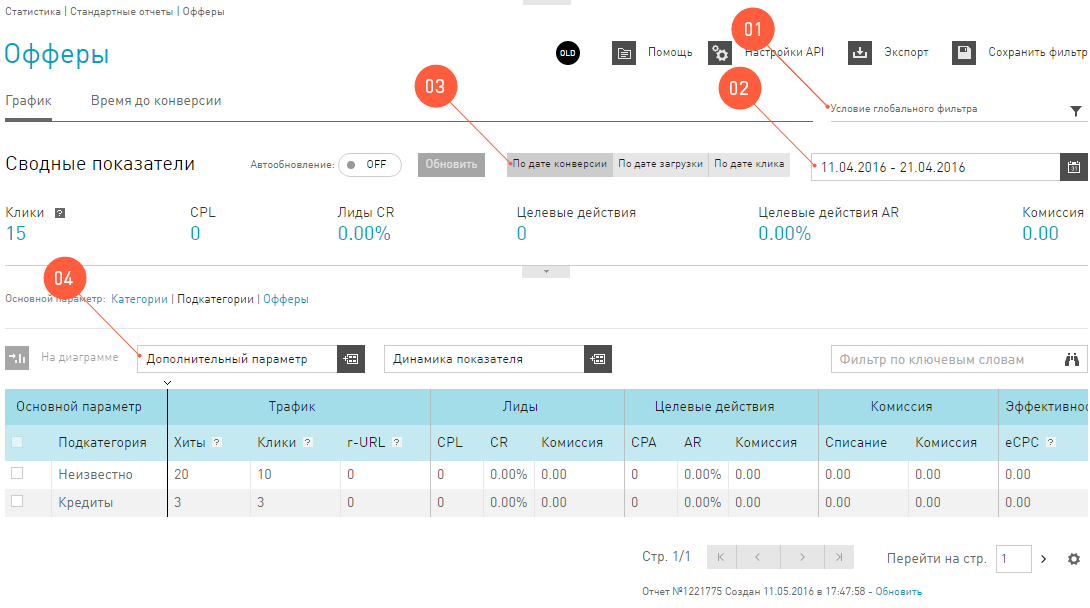 Статистика | Стандартные отчеты | Офферы
Офферы
OLD
Помощь
Настройки API
Экспорт
Сохранить фильтр
01
02
03
График
Время до конверсии
Условие глобального фильтра
Сводные показатели
Автообновление:
OFF
Обновить
По дате конверсии
По дате загрузки
По дате клика
11.04.2016 - 21.04.2016
31
Клики ?
CPL
Лиды CR
Целевые действия
Целевые действия AR
Комиссия
15
0
0.00%
0
0.00%
0.00
04
Основной параметр: Категории | Подкатегории | Офферы
На диаграмме
Дополнительный параметр
Динамика показателя
Фильтр по ключевым словам
Основной параметр
Трафик
Лиды
Целевые действия
Комиссия
Эффективнос
Подкатегория Хиты ? Клики ? r-URL ? CPL CR Комиссия CPA AR Комиссия Списание Комиссия eCPC ?
Неизвестно 20 10 0 0 0.00% 0.00 0 0.00% 0.00 0.00 0.00 0.00
Кредиты 3 3 0 0 0.00% 0.00 0 0.00% 0.00 0.00 0.00 0.00
Стр. 1/1
Перейти на стр. 1
Отчет №1221775 Создан 11.05.2016 в 17:47:58 - Обновить